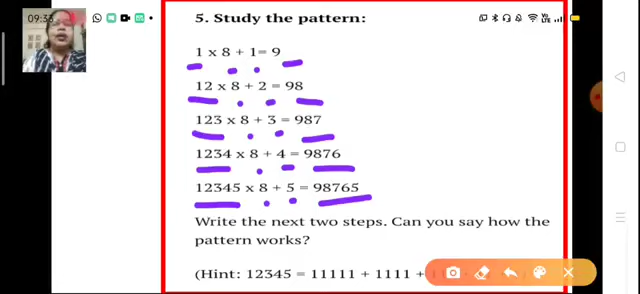 09:33
5. Study the pattern:
1 x 8 + 1= 9
12 x 8 + 2 = 98
123 x 8 + 3 = 987
1234 x 8 + 4 = 9876
12345 x 8 + 5 = 98765
Write the next two steps. Can you say how the
pattern works?
(Hint: 12345 = 11111 + 1111 +